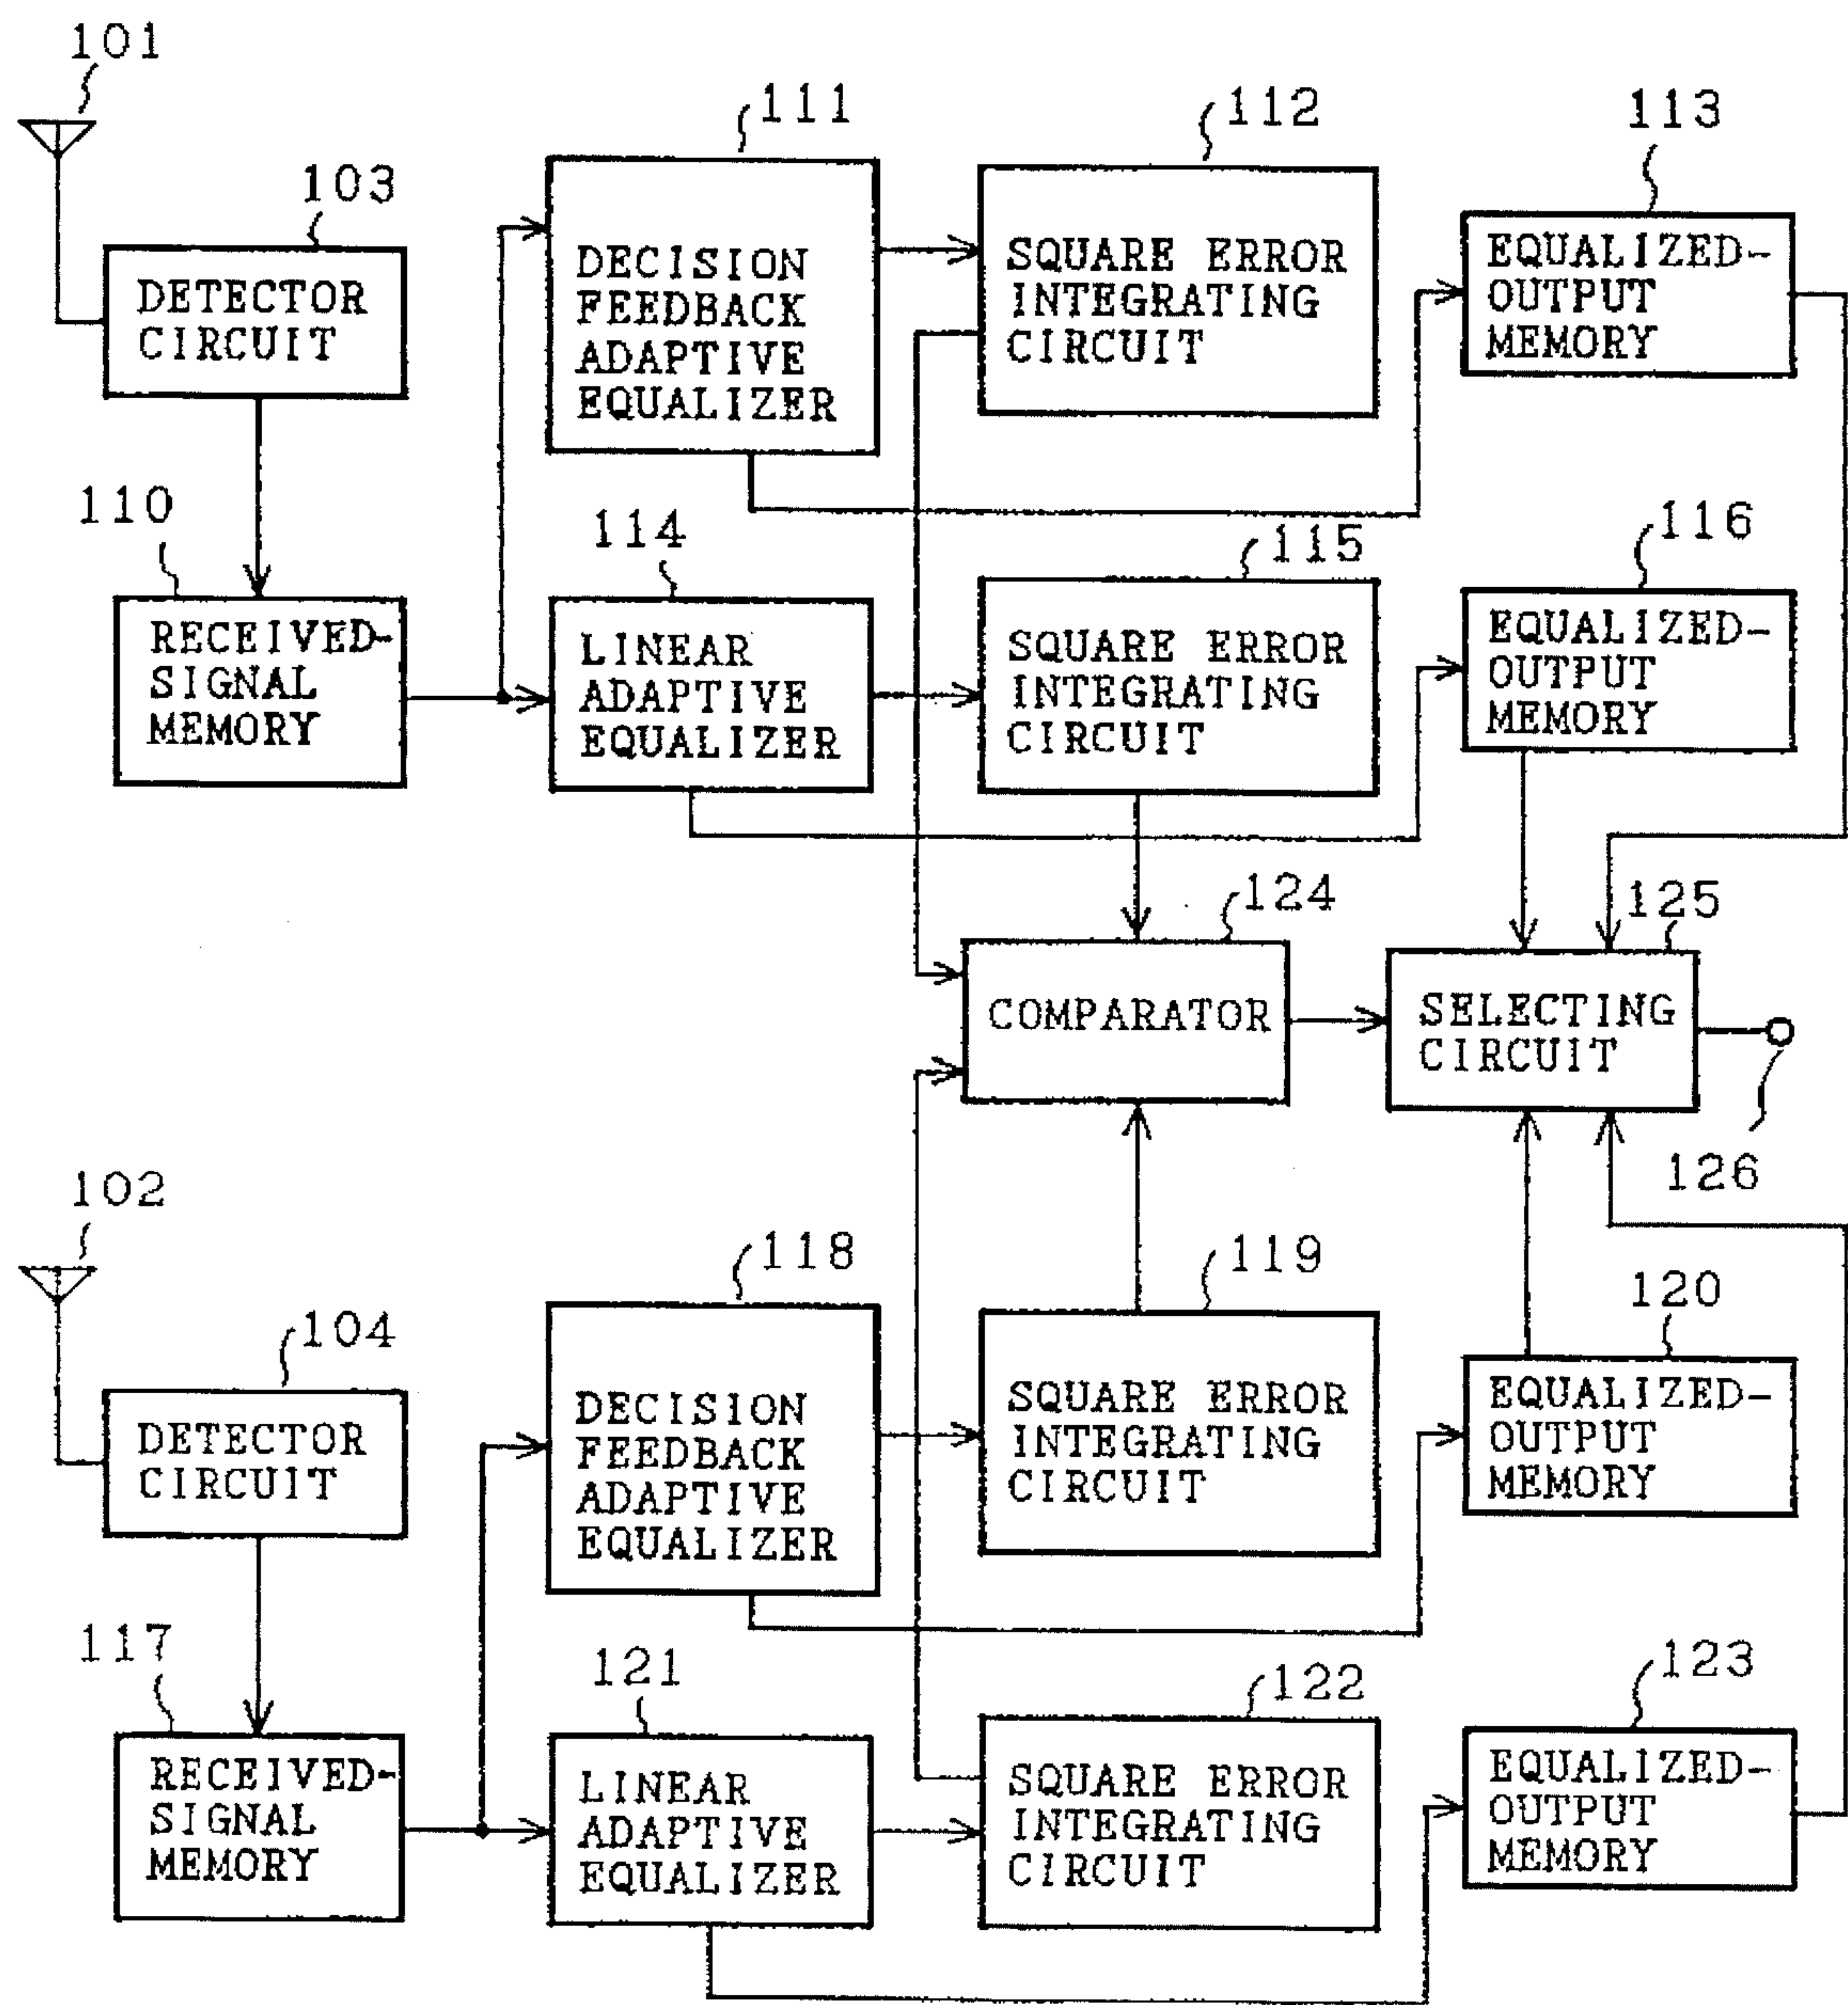 101
111
112
113
103
DETECTOR
CIRCUIT
DECISION
FEEDBACK
ADAPTIVE
EQUALIZER
SQUARE ERROR
INTEGRATING
CIRCUIT
EQUALIZED-
OUTPUT
MEMORY
110
114
115
116
RECEIVED-
SIGNAL
MEMORY
LINEAR
ADAPTIVE
EQUALIZER
SQUARE ERROR
INTEGRATING
CIRCUIT
EQUALIZED-
OUTPUT
MEMORY
124
125
COMPARATOR
SELECTING
CIRCUIT
126
102
118
119
120
104
DETECTOR
CIRCUIT
DECISION
FEEDBACK
ADAPTIVE
EQUALIZER
SQUARE ERROR
INTEGRATING
CIRCUIT
EQUALIZED-
OUTPUT
MEMORY
117
121
122
123
RECEIVED-
SIGNAL
MEMORY
LINEAR
ADAPTIVE
EQUALIZER
SQUARE ERROR
INTEGRATING
CIRCUIT
EQUALIZED-
OUTPUT
MEMORY